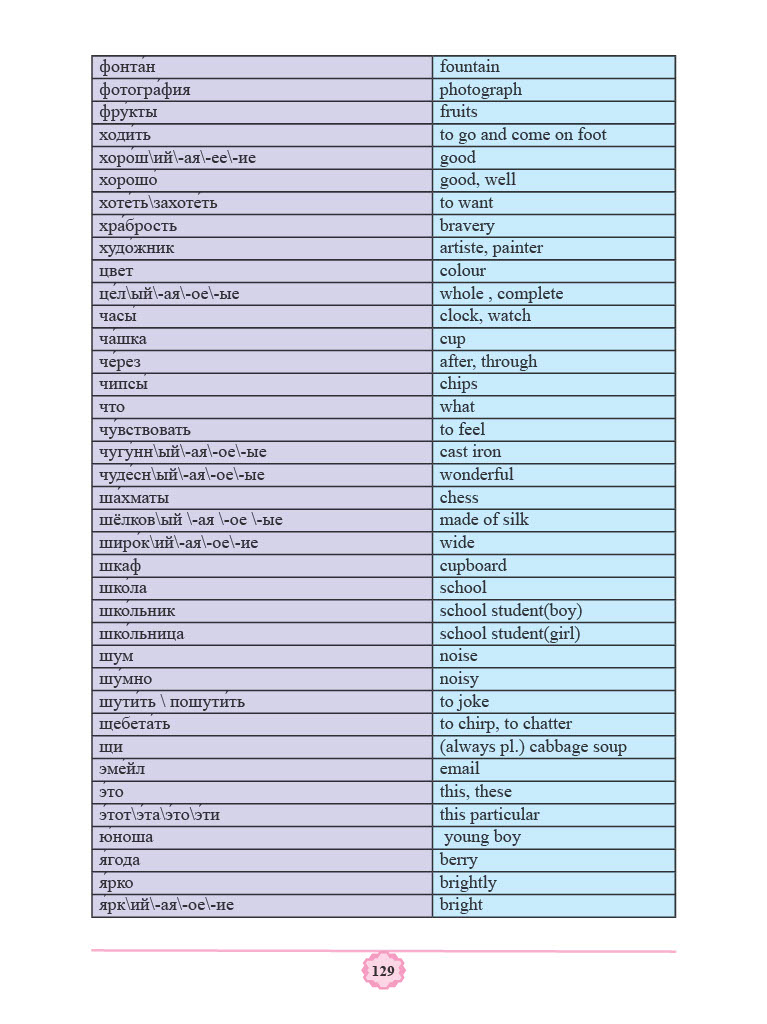 фонта́н fountain
фотогра́фия photograph
фру́кты fruits
ходи́ть to go and come on foot
хоро́ш\ий\-ая\-ее\-ие good
хорошо́ good, well
хоте́ть\захоте́ть to want
хра́брость bravery
худо́жник artiste, painter
цвет colour
це́л\ый\-ая\-ое\-ые whole , complete
часы́ clock, watch
ча́шка cup
че́рез after, through
чипсы́ chips
что what
чу́вствовать to feel
чугу́нн\ый\-ая\-ое\-ые cast iron
чуде́сн\ый\-ая\-ое\-ые wonderful
ша́хматы chess
шёлков\ый \-ая \-ое \-ые made of silk
широ́к\ий\-ая\-ое\-ие wide
шкаф cupboard
шко́ла school
шко́льник school student(boy)
шко́льница school student(girl)
шум noise
шу́мно noisy
шути́ть \ пошути́ть to joke
щебета́ть to chirp, to chatter
щи (always pl.) cabbage soup
эме́йл email
э́то this, these
э́тот\э́та\э́то\э́ти this particular
ю́ноша young boy
я́года berry
я́рко brightly
я́рк\ий\-ая\-ое\-ие bright
129